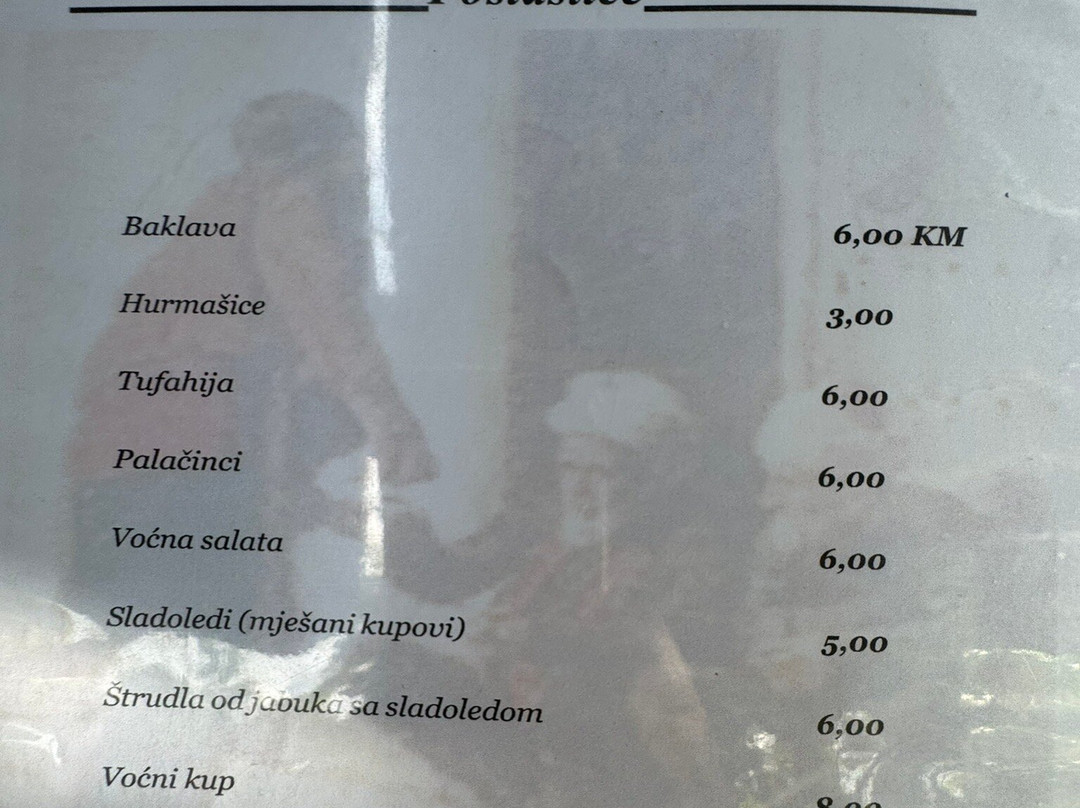 Baklava 6,00 KM
Hurmašice 3,00
Tufahija 6,00
Palačinci 6,00
Voćna salata 6,00
Sladoledi (mješani kupovi) 5,00
Štrudla od jabuka sa sladoledom 6,00
Voćni kup